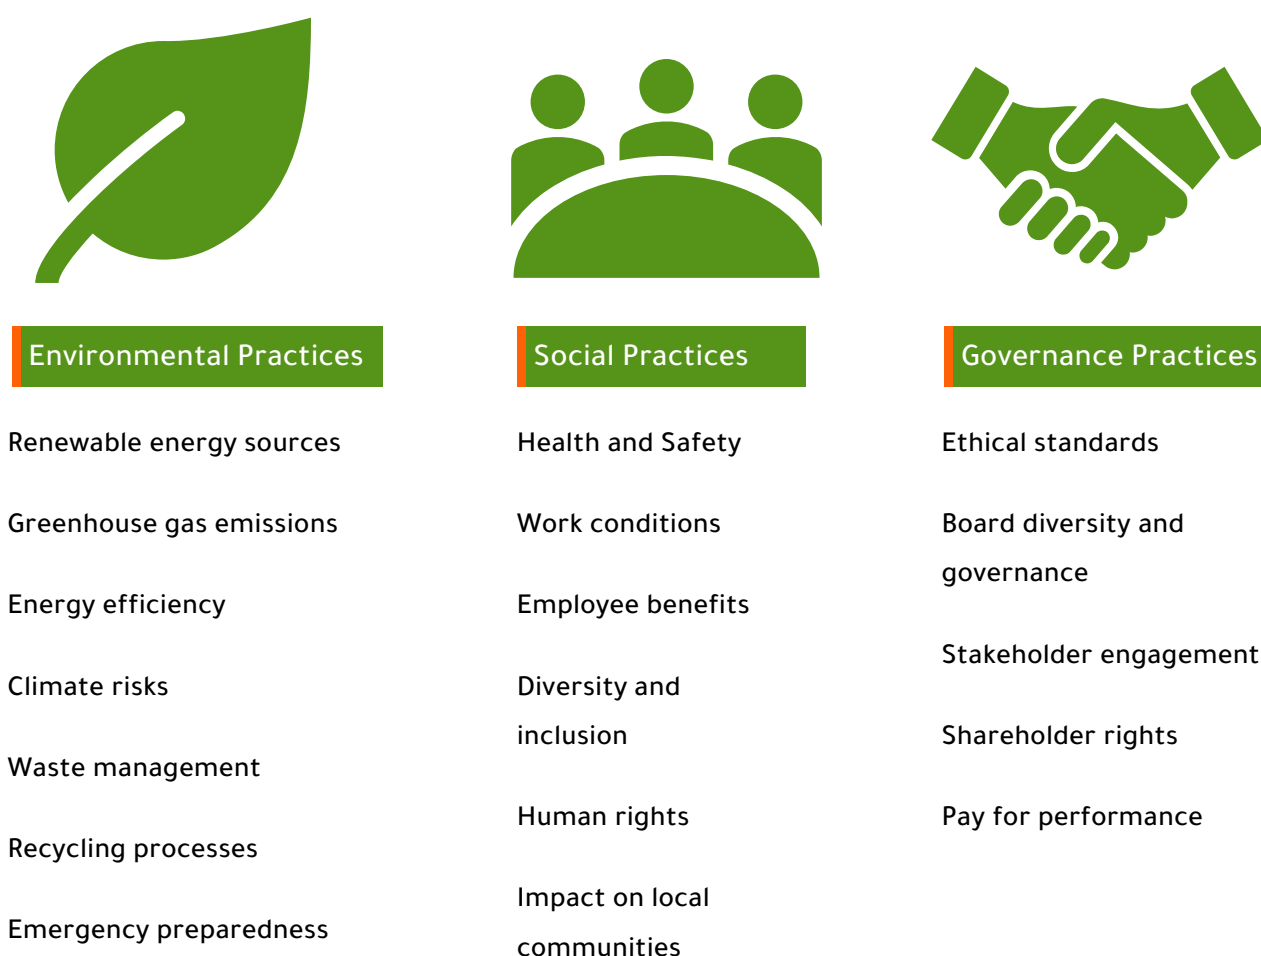 Environmental Practices
Renewable energy sources
Greenhouse gas emissions
Energy efficiency
Climate risks
Waste management
Recycling processes
Emergency preparedness
Social Practices
Health and Safety
Work conditions
Employee benefits
Diversity and
inclusion
Human rights
Impact on local
communities
Governance Practices
Ethical standards
Board diversity and
governance
Stakeholder engagement
Shareholder rights
Pay for performance